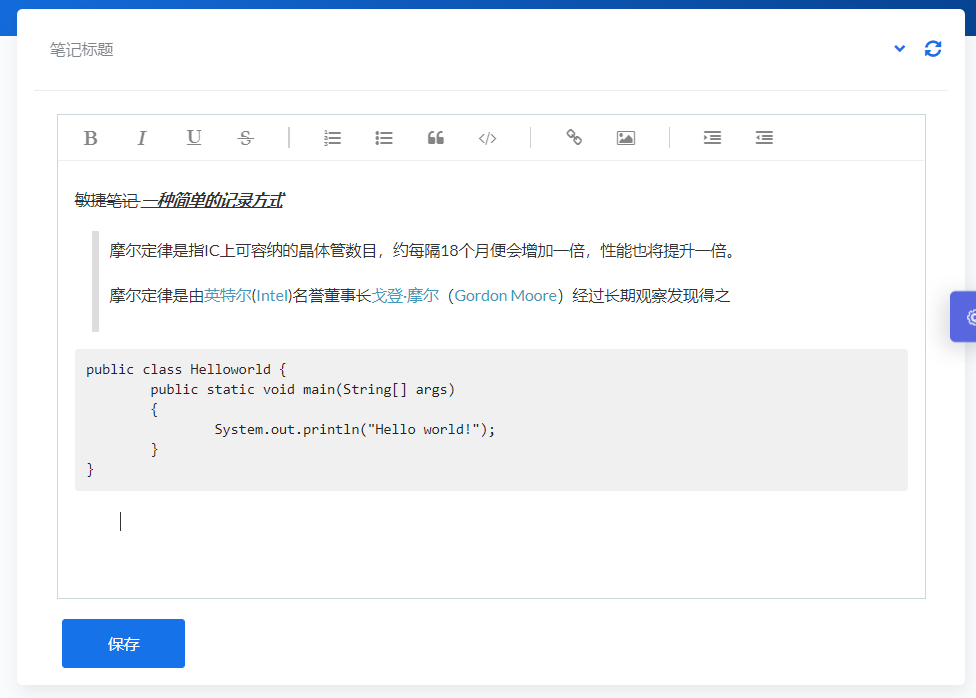 笔记标题
B I U S
敏捷笔记 一种简单的记录方式
摩尔定律是指IC上可容纳的晶体管数目，约每隔18个月便会增加一倍，性能也将提升一倍。
摩尔定律是由英特尔(Intel)名誉董事长戈登·摩尔（Gordon Moore）经过长期观察发现得之
public class Helloworld {
        public static void main(String[] args)
        {
                System.out.println("Hello world!");
        }
}
保存